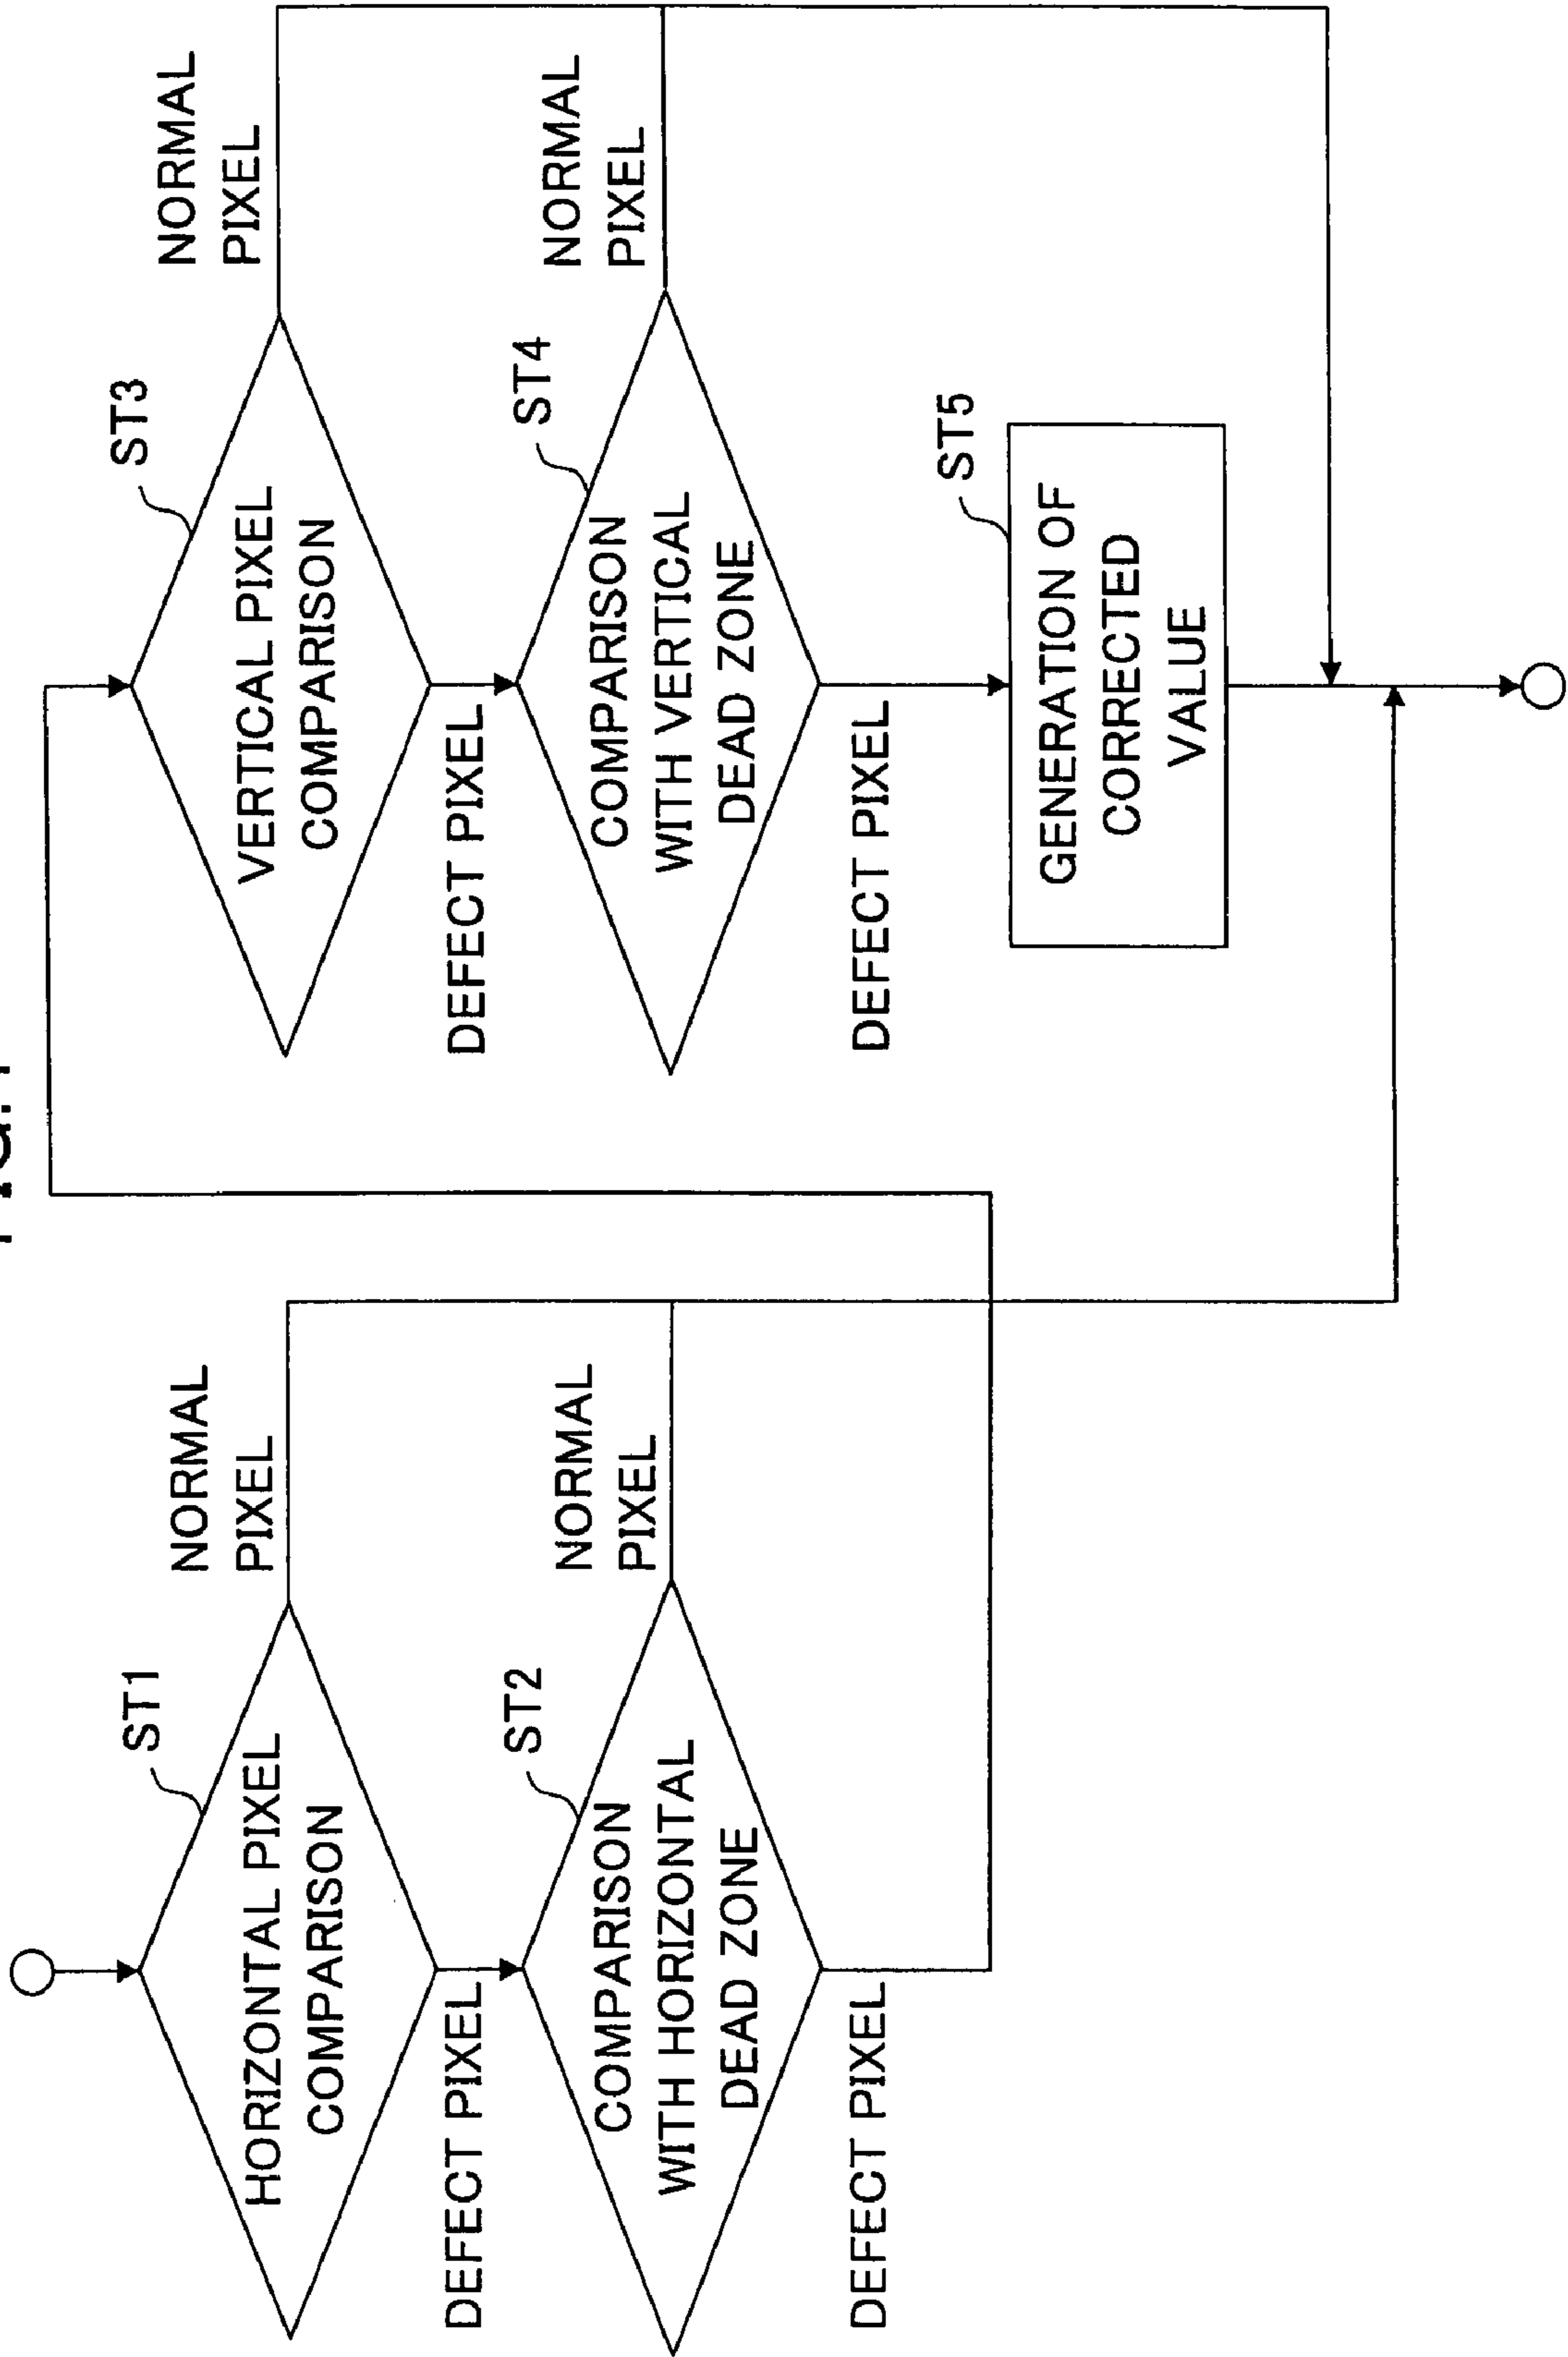 ST1
HORIZONTAL PIXEL
COMPARISON
NORMAL
PIXEL
DEFECT PIXEL
ST2
COMPARISON
WITH HORIZONTAL
DEAD ZONE
NORMAL
PIXEL
DEFECT PIXEL
ST3
VERTICAL PIXEL
COMPARISON
NORMAL
PIXEL
DEFECT PIXEL
ST4
COMPARISON
WITH VERTICAL
DEAD ZONE
NORMAL
PIXEL
DEFECT PIXEL
ST5
GENERATION OF
CORRECTED
VALUE